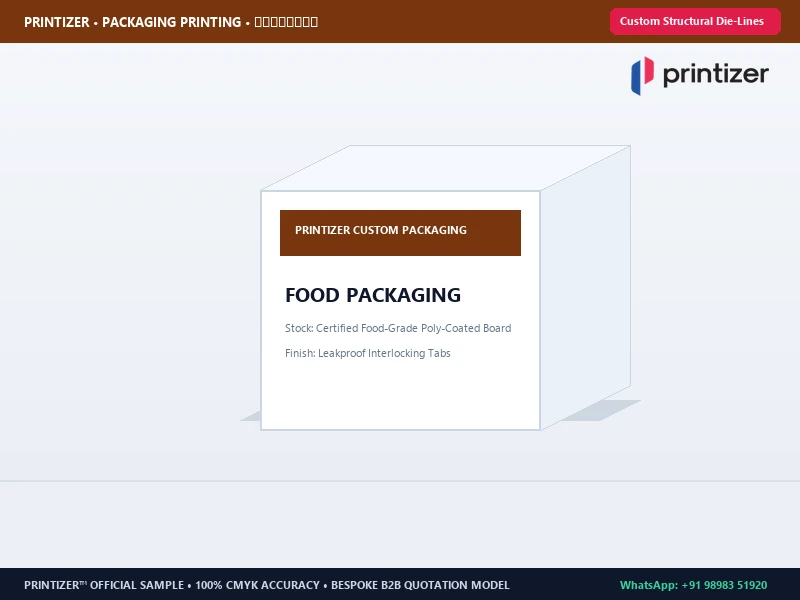 PRINTIZER • PACKAGING PRINTING •
Custom Structural Die-Lines
printizer
PRINTIZER CUSTOM PACKAGING
FOOD PACKAGING
Stock: Certified Food-Grade Poly-Coated Board
Finish: Leakproof Interlocking Tabs
PRINTIZER™ OFFICIAL SAMPLE • 100% CMYK ACCURACY • BESPOKE B2B QUOTATION MODEL
WhatsApp: +91 98983 51920